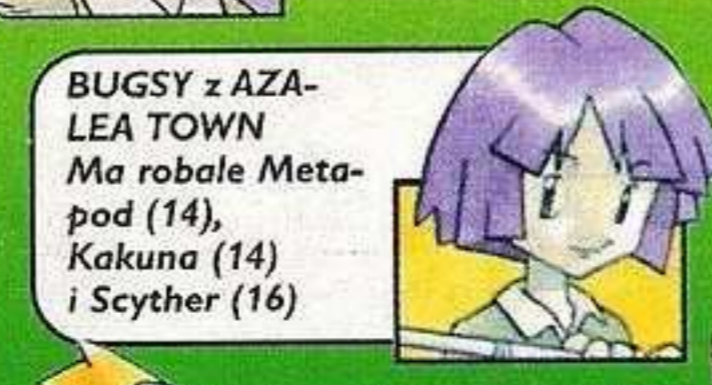 BUGSY z AZA-
LEA TOWN
Ma robale Meta-
pod (14),
Kakuna (14)
i Scyther (16)